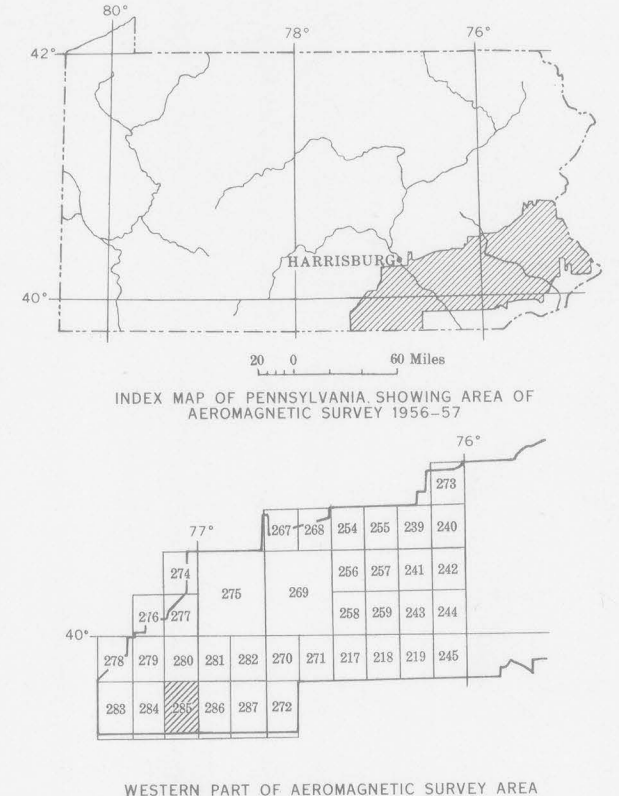 80°
78°
76°
42°
HARRISBURG
40°
20 0 60 Miles
INDEX MAP OF PENNSYLVANIA, SHOWING AREA OF
AEROMAGNETIC SURVEY 1956-57
76°
273
77°
267 268 254 255 239 240
274
275 269 256 257 241 242
276 277 258 259 243 244
40°
278 279 280 281 282 270 271 217 218 219 245
283 284 285 286 287 272
WESTERN PART OF AEROMAGNETIC SURVEY AREA